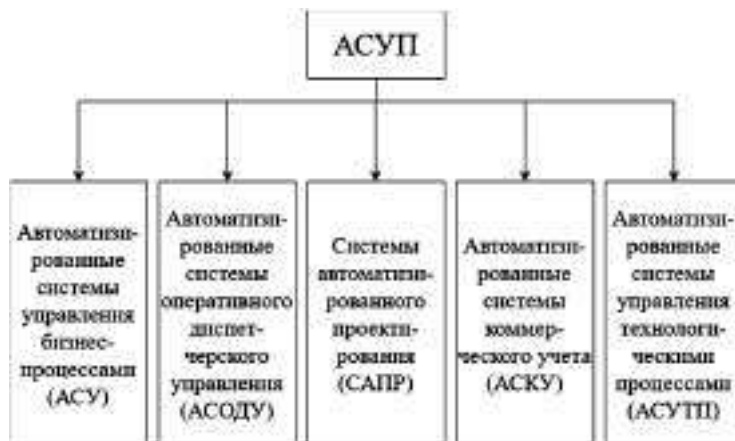 АСУП
Автоматизи-
рованные
системы
управления
бизнес-
процессами
(АСУ)
Автоматизи-
рованные
системы
оперативного
диспет-
черского
управления
(АСОДУ)
Системы
автоматизи-
рованного
проекти-
рования
(САПР)
Автоматизи-
рованные
системы
коммер-
ческого учета
(АСКУ)
Автоматизи-
рованные
системы
управления
технологи-
ческими
процессами
(АСУТП)